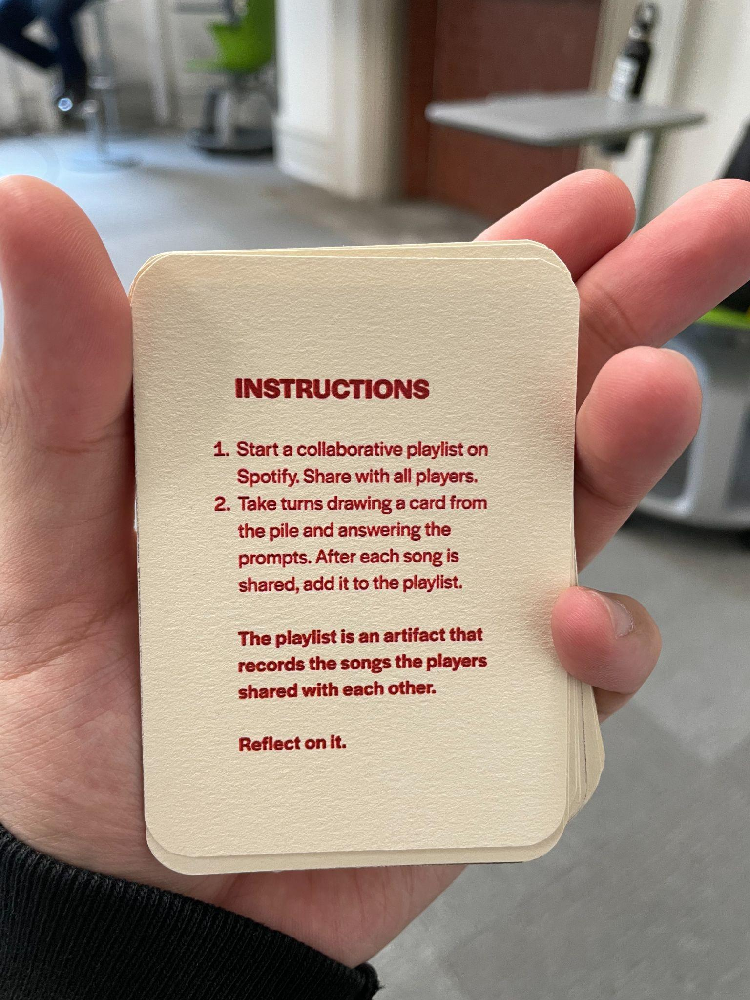 INSTRUCTIONS
1. Start a collaborative playlist on
Spotify. Share with all players.
2. Take turns drawing a card from
the pile and answering the
prompts. After each song is
shared, add it to the playlist.
The playlist is an artifact that
records the songs the players
shared with each other.
Reflect on it.